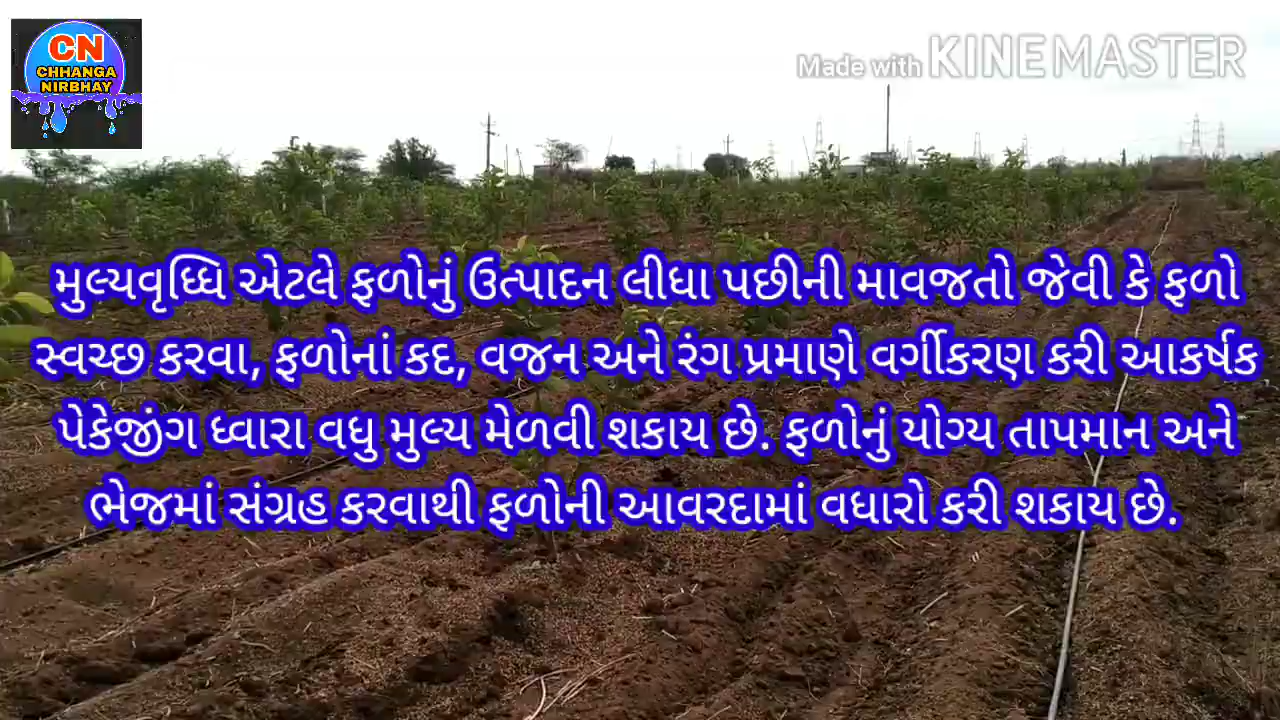 CN
CHHANGA
NIRBHAY
Made with KINEMASTER
મુલ્યવૃધ્ધિ એટલે ફળોનું ઉત્પાદન લીધા પછીની માવજતો જેવી કે ફળો
સ્વચ્છ કરવા, ફળોનાં કદ, વજન અને રંગ પ્રમાણે વર્ગીકરણ કરી આકર્ષક
પેકેજીંગ ધ્વારા વધુ મુલ્ય મેળવી શકાય છે. ફળોનું યોગ્ય તાપમાન અને
ભેજમાં સંગ્રહ કરવાથી ફળોની આવરદામાં વધારો કરી શકાય છે.